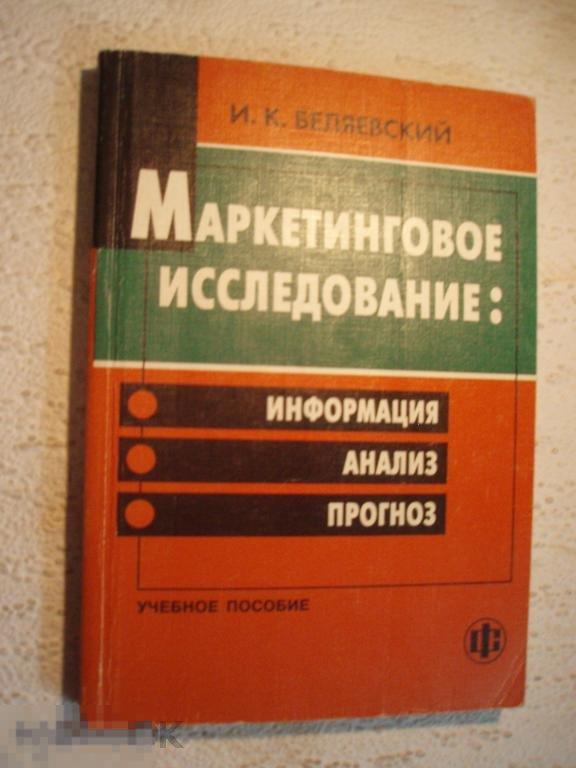 И. К. БЕЛЯЕВСКИЙ
МАРКЕТИНГОВОЕ
ИССЛЕДОВАНИЕ:
ИНФОРМАЦИЯ
АНАЛИЗ
ПРОГНОЗ
УЧЕБНОЕ ПОСОБИЕ